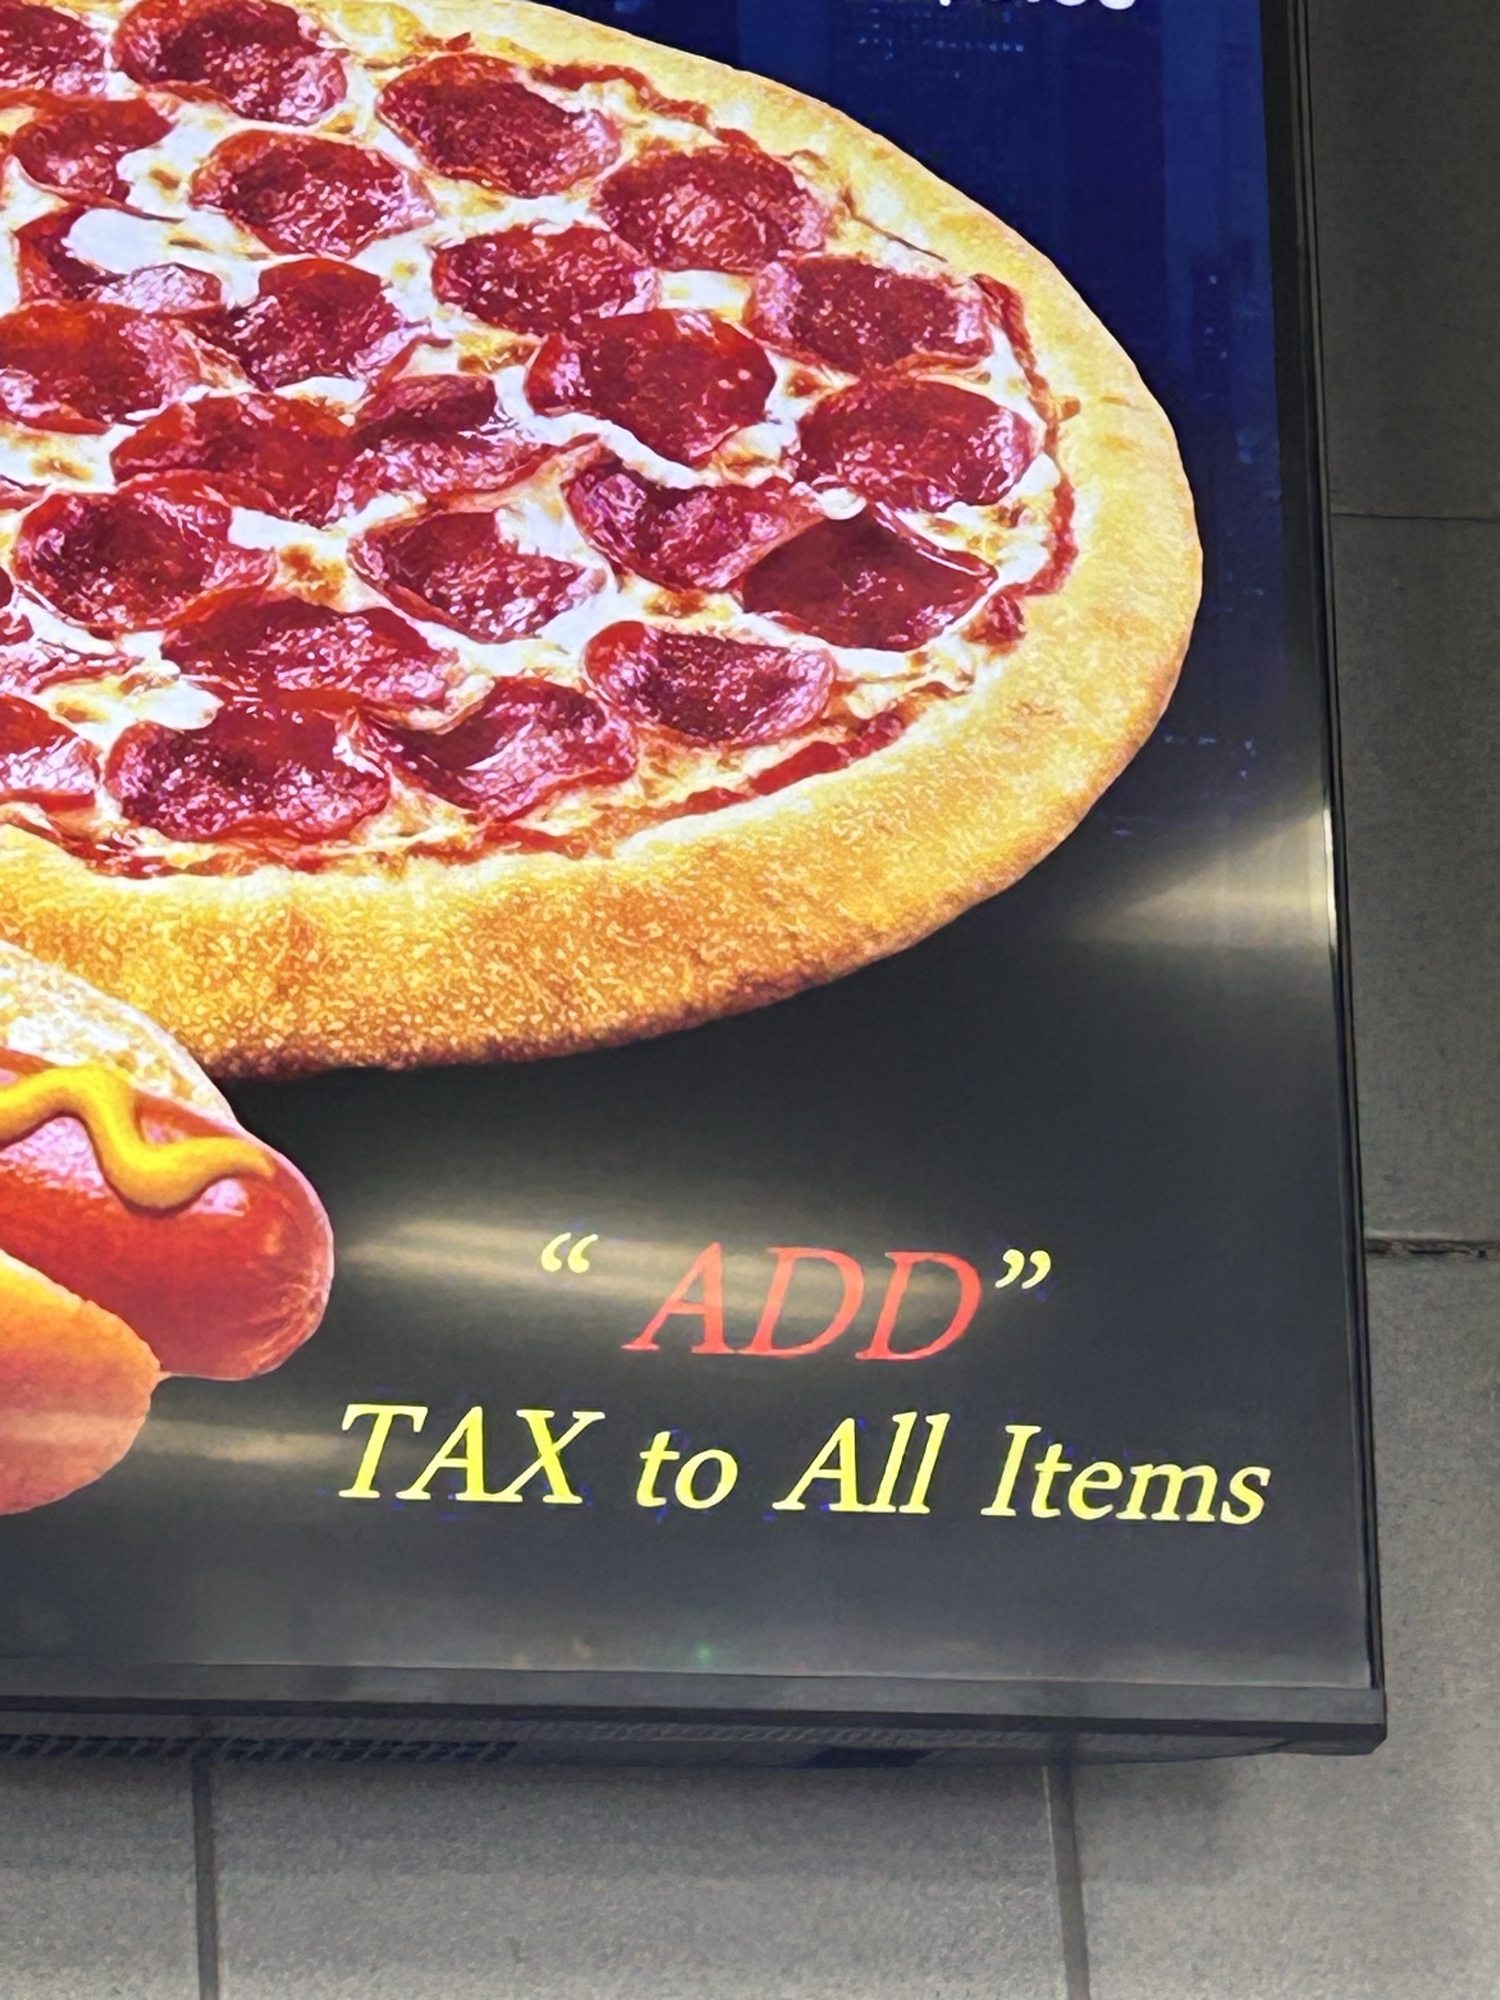 “ ADD”
TAX to All Items